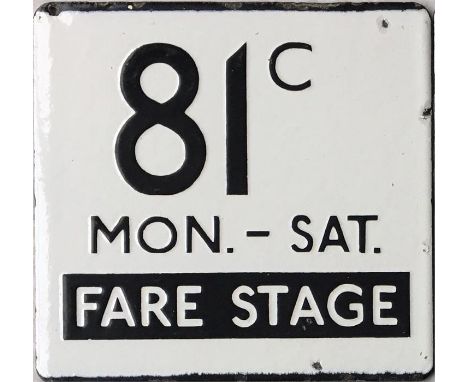 81C
MON. - SAT.
FARE STAGE